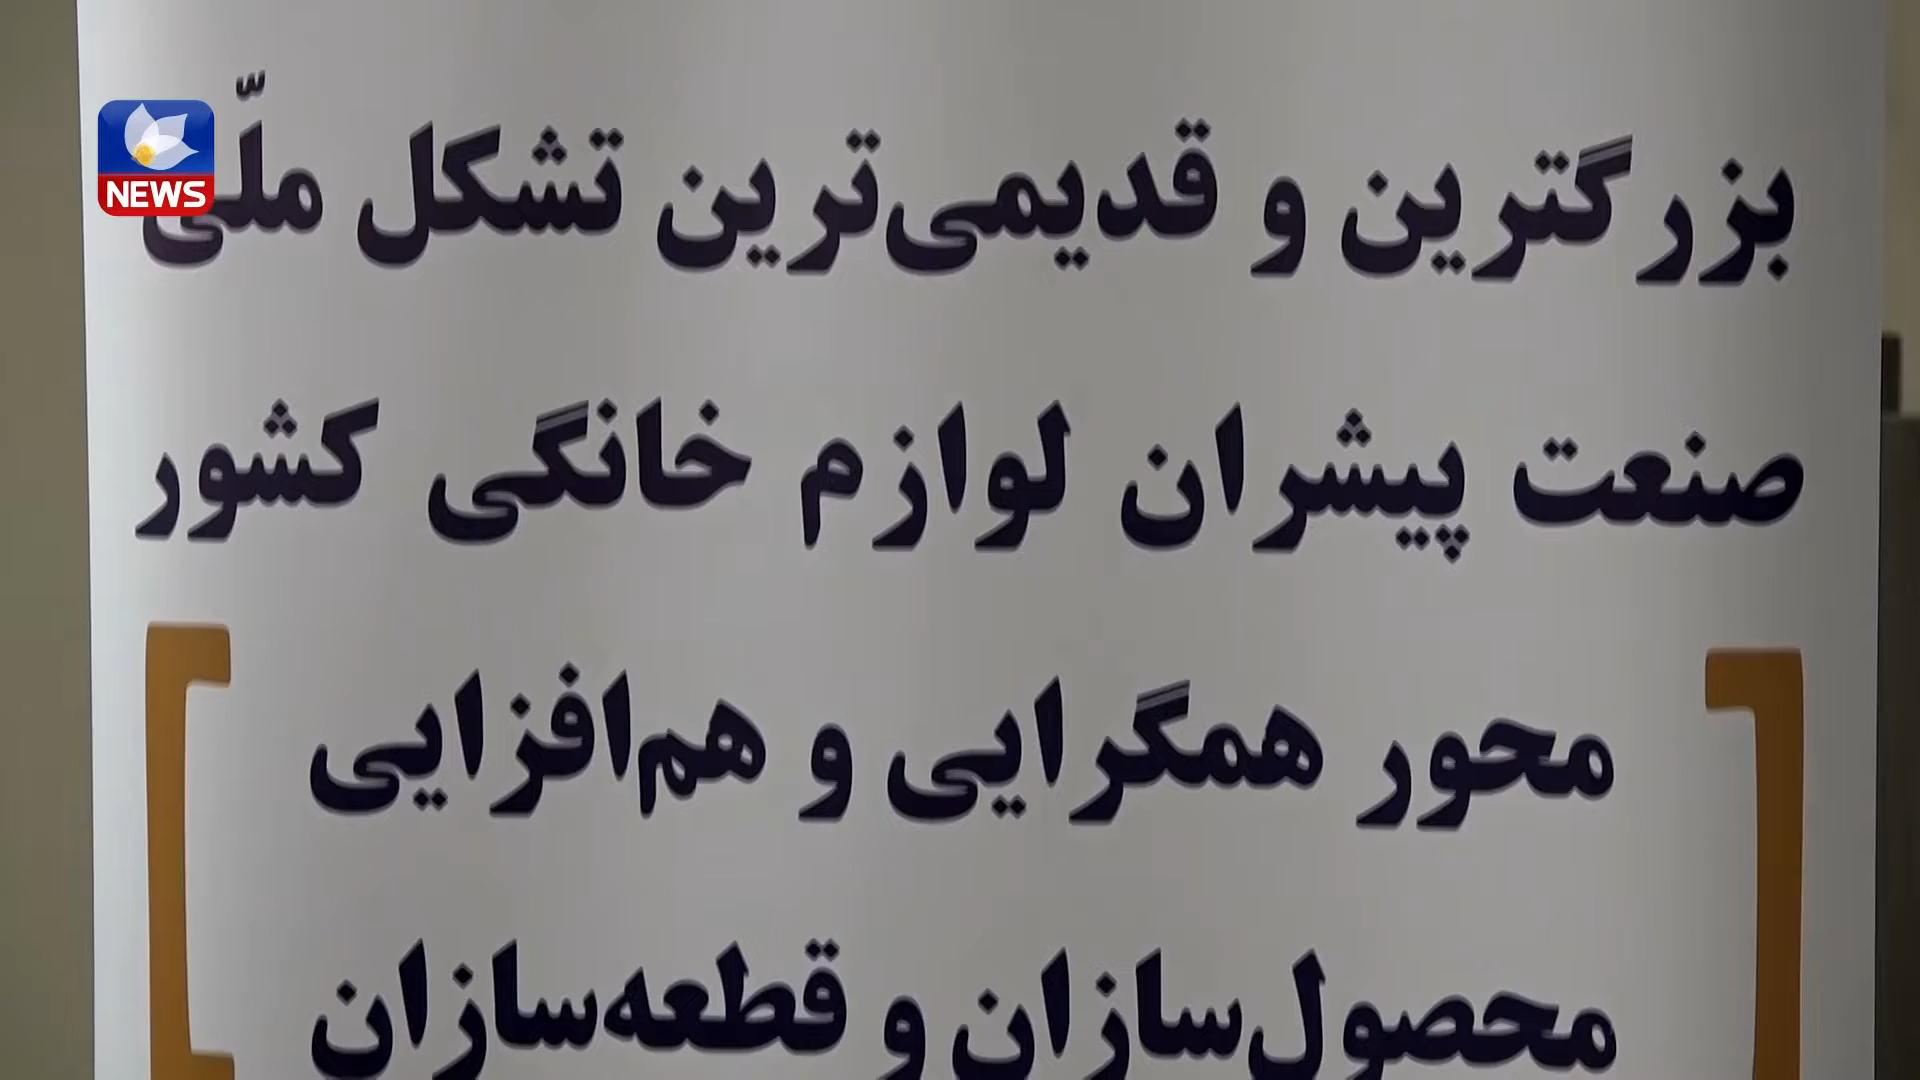 بزرگترین و قدیمی‌ترین تشکل ملّی
صنعت پیشران لوازم خانگی کشور
محور همگرایی و هم‌افزایی
محصول‌سازان و قطعه‌سازان
NEWS